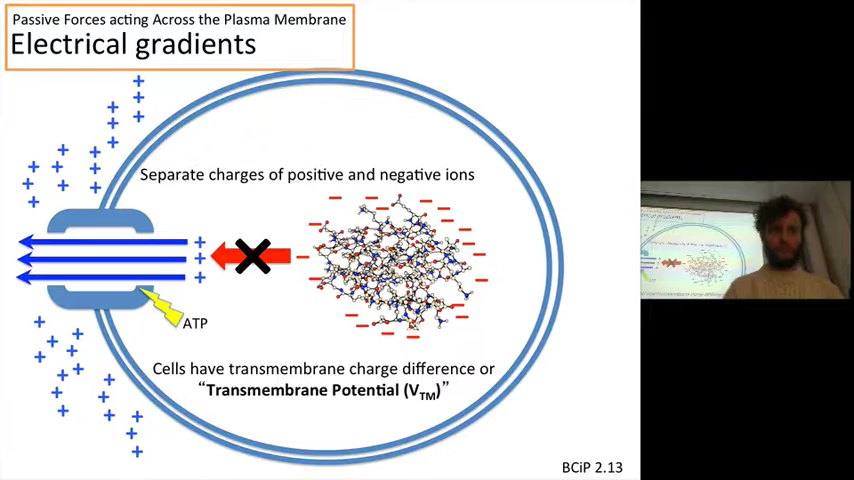 Passive Forces acting Across the Plasma Membrane
Electrical gradients
Separate charges of positive and negative ions
ATP
Cells have transmembrane charge difference or
“Transmembrane Potential (VTM)”
BCiP 2.13